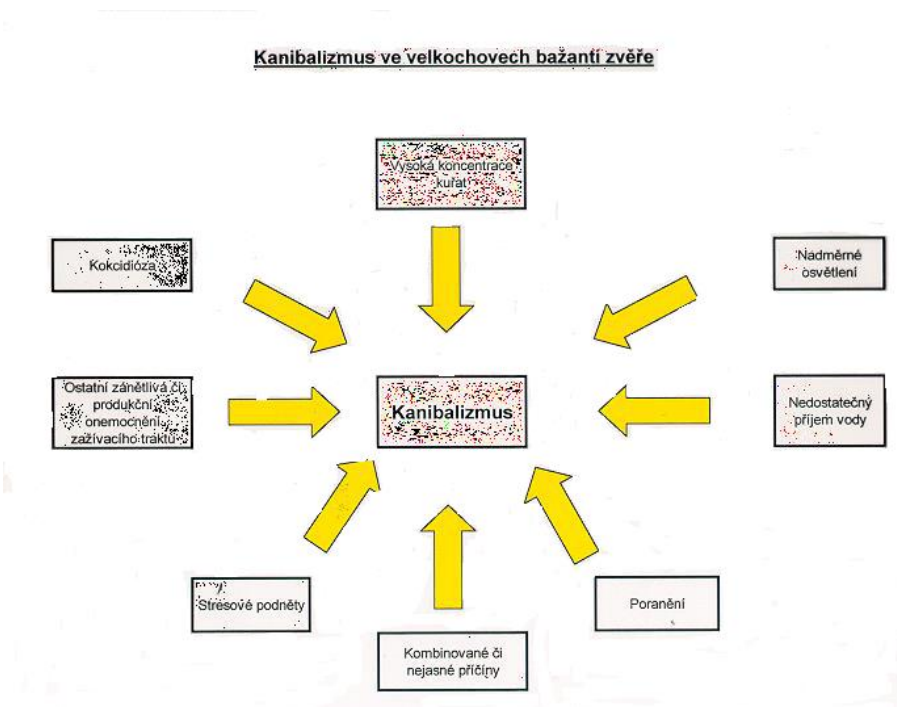 Kanibalizmus ve velkochovech bažantí zvěře
Vysoká koncentrace
kuřat
Kokcidióza
Nadměrné
osvětlení
Ostatní zánětlivá či
produkční
onemocnění
zažívacího traktu
Kanibalizmus
Nedostatečný
příjem vody
Stresové podněty
Poranění
Kombinované či
nejasné příčíny